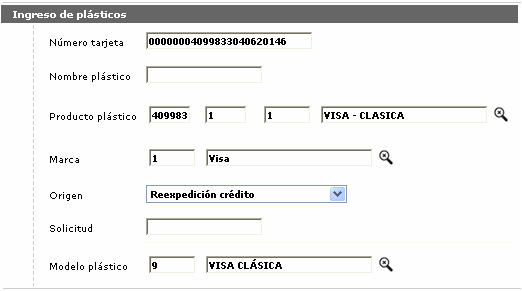 Ingreso de plásticos
Número tarjeta 00000004099833040620146
Nombre plástico
Producto plástico 409983 1 1 VISA - CLASICA
Marca 1 Visa
Origen Reexpedición crédito
Solicitud
Modelo plástico 9 VISA CLÁSICA